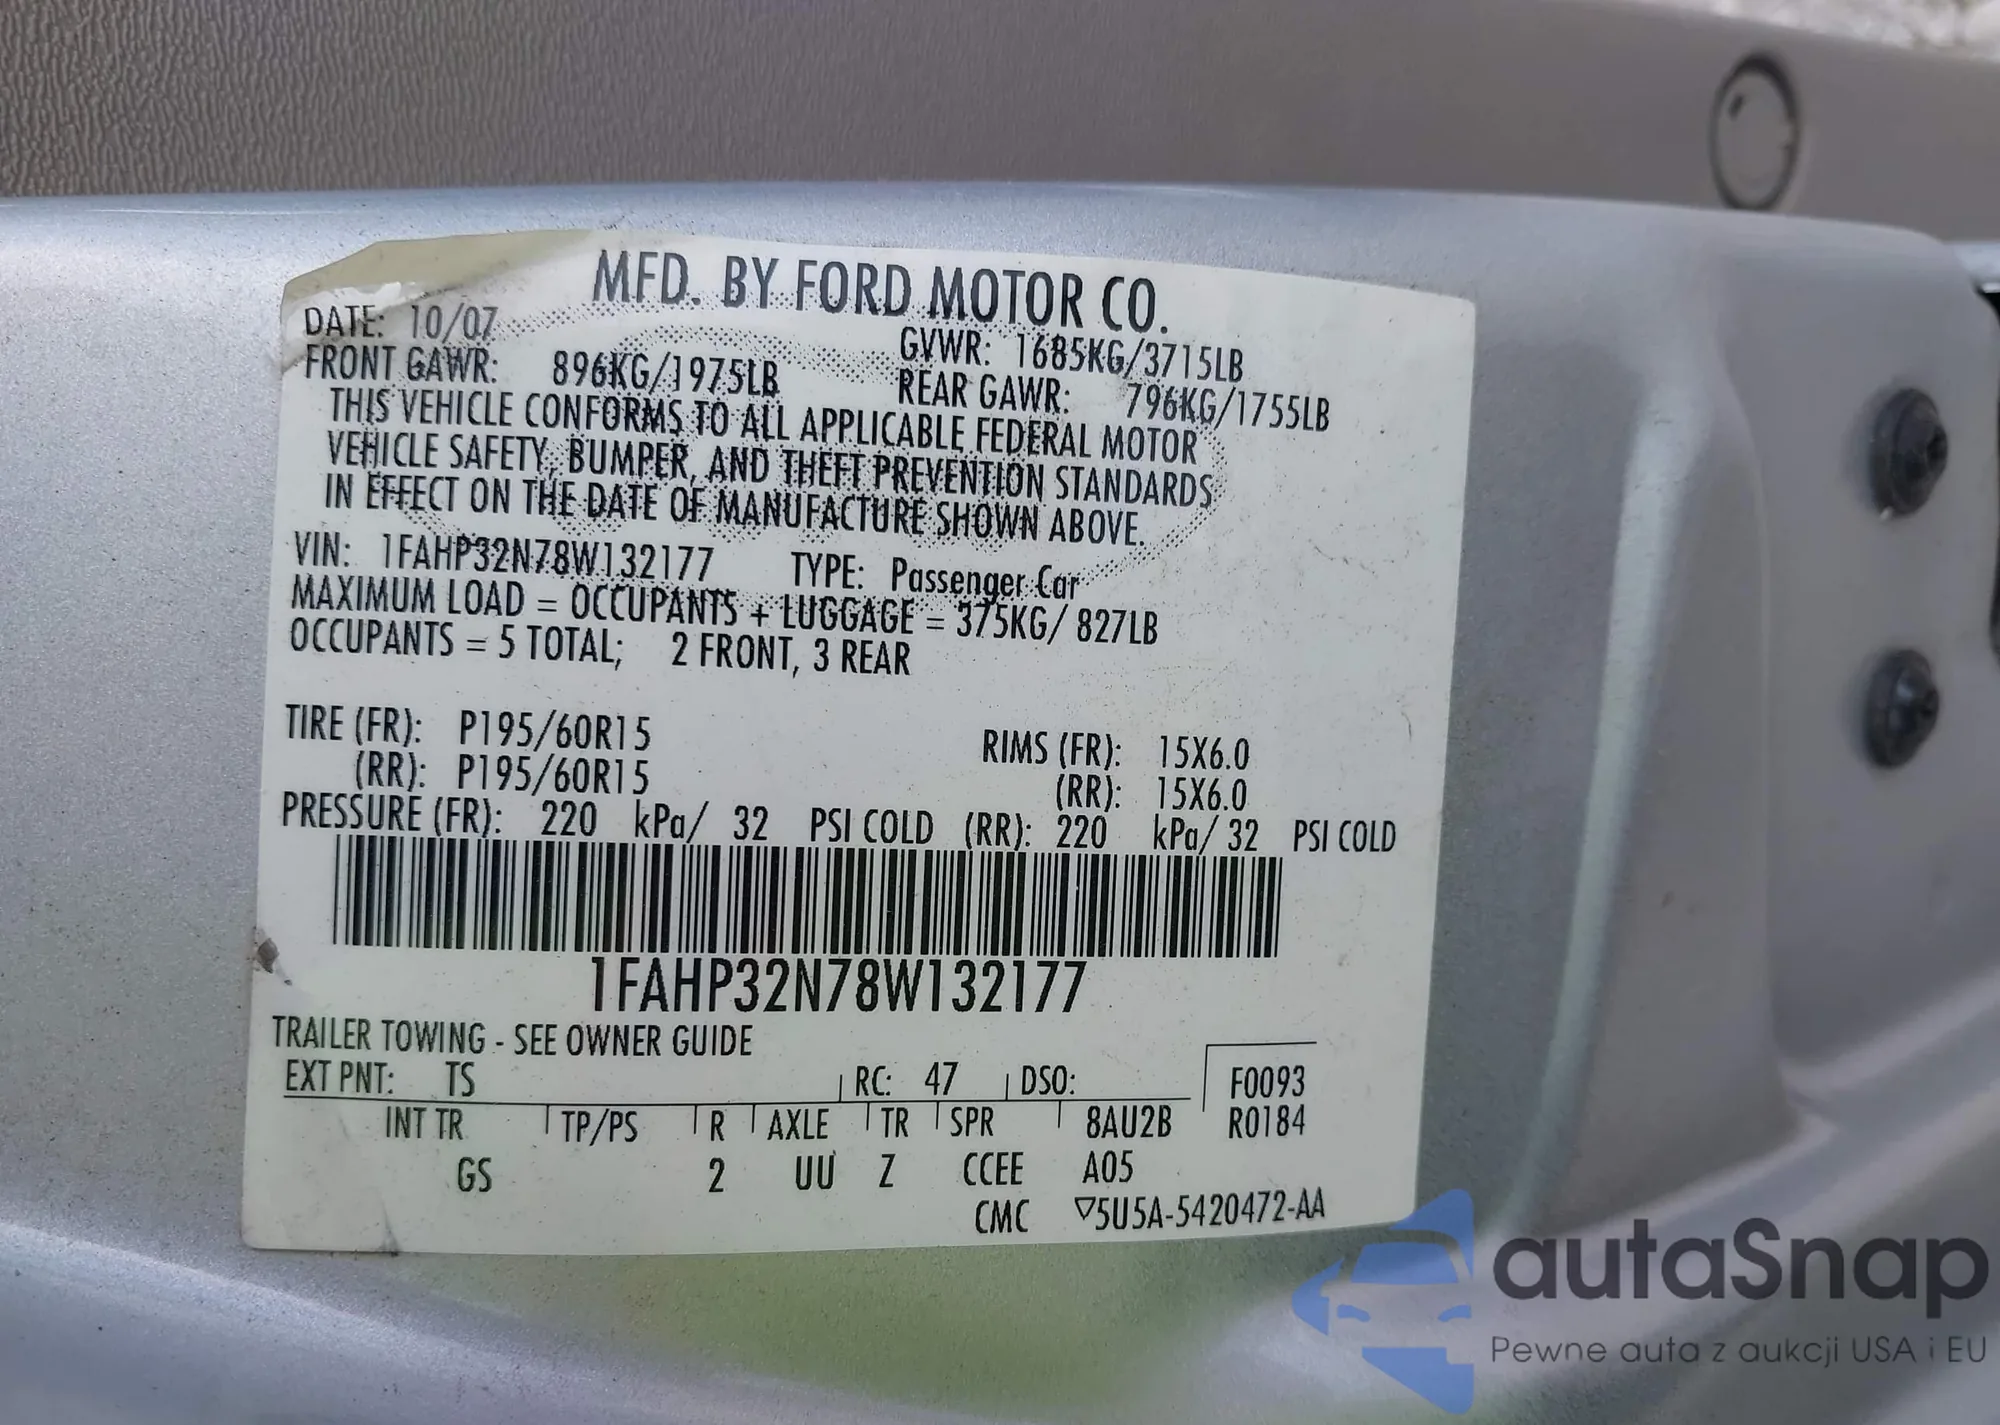 MFD. BY FORD MOTOR CO.
DATE: 10/07 GVWR: 1685KG/3715LB
FRONT GAWR: 896KG/1975LB REAR GAWR: 796KG/1755LB
THIS VEHICLE CONFORMS TO ALL APPLICABLE FEDERAL MOTOR
VEHICLE SAFETY, BUMPER, AND THEFT PREVENTION STANDARDS
IN EFFECT ON THE DATE OF MANUFACTURE SHOWN ABOVE.
VIN: 1FAHP32N78W132177 TYPE: Passenger Car
MAXIMUM LOAD = OCCUPANTS + LUGGAGE = 375KG/ 827LB
OCCUPANTS = 5 TOTAL; 2 FRONT, 3 REAR
TIRE (FR): P195/60R15 RIMS (FR): 15X6.0
(RR): P195/60R15 (RR): 15X6.0
PRESSURE (FR): 220 kPa/ 32 PSI COLD (RR): 220 kPa/ 32 PSI COLD
1FAHP32N78W132177
TRAILER TOWING - SEE OWNER GUIDE
EXT PNT: TS RC: 47 DSO: F0093
INT TR TP/PS R AXLE TR SPR 8AU2B R0184
GS 2 UU Z CCEE A05
CMC ▽5U5A-5420472-AA
autaSnap
Pewne auta z aukcji USA i EU